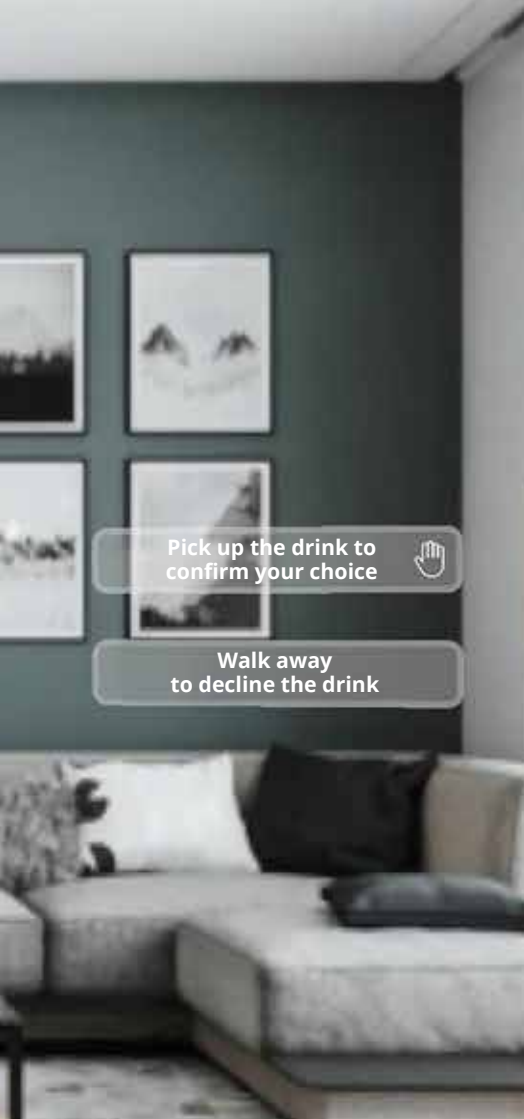 Pick up the drink to
confirm your choice
Walk away
to decline the drink